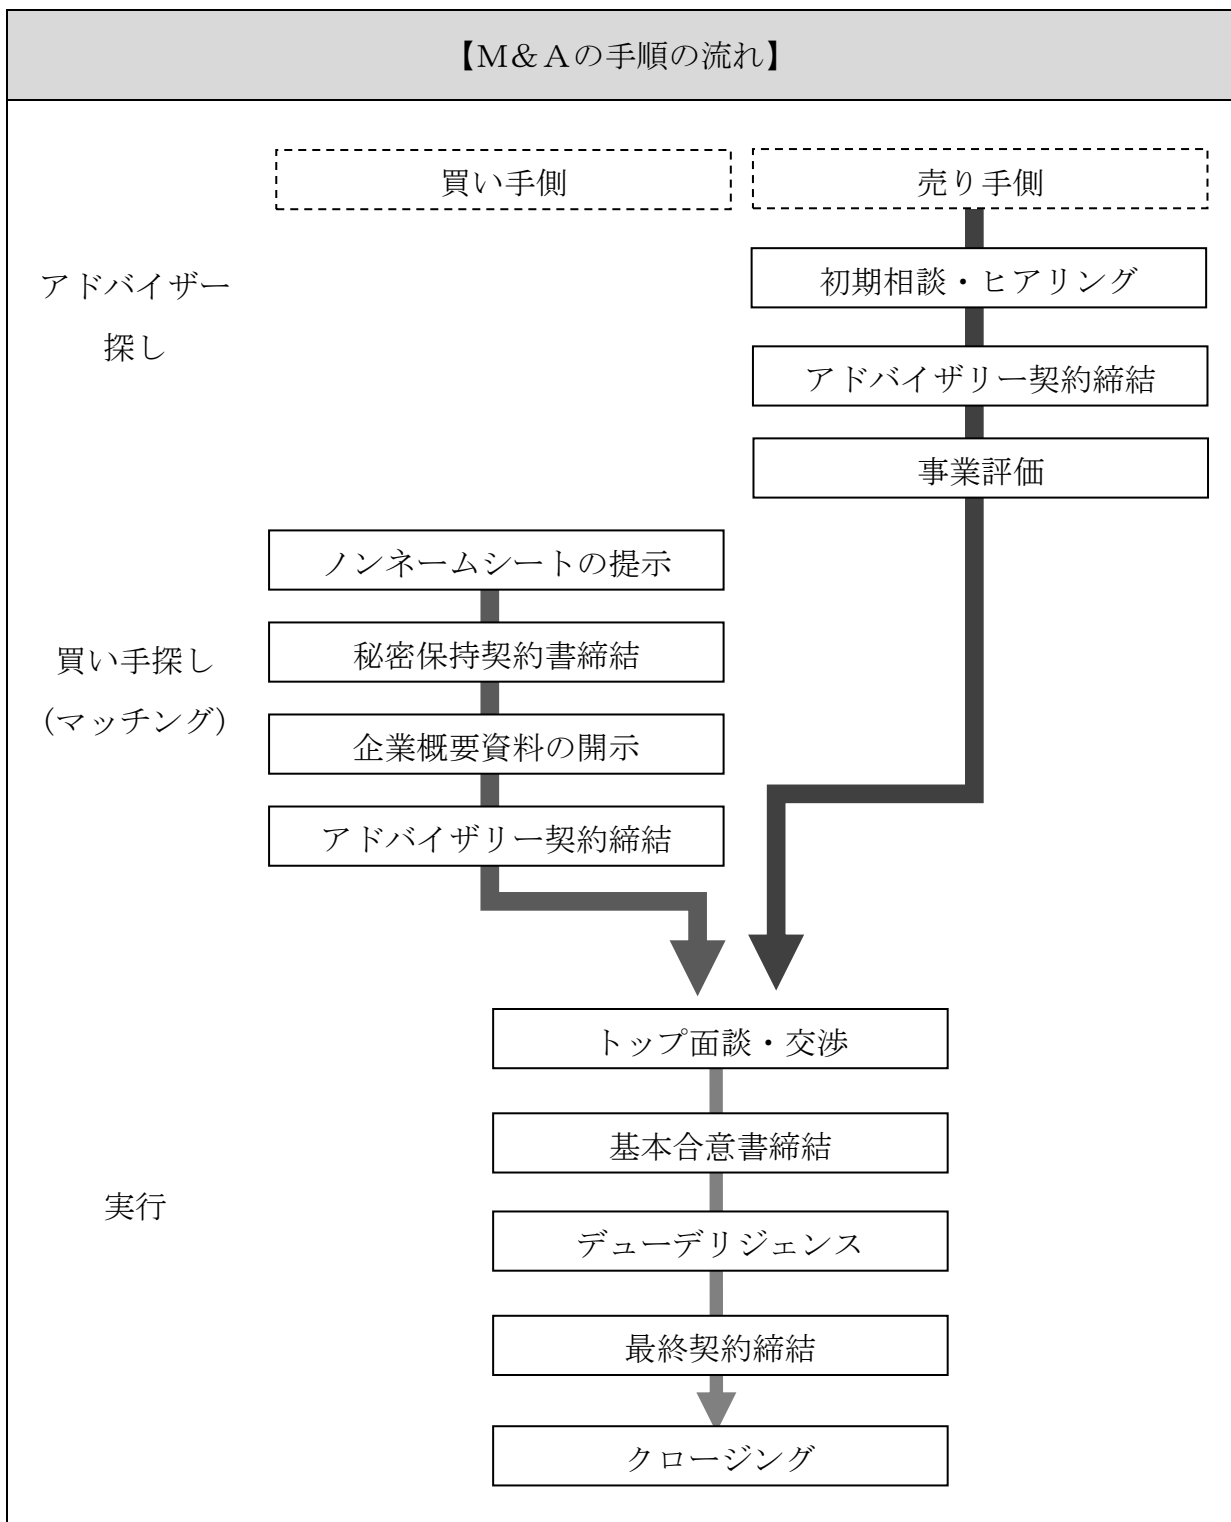 【M&Aの手順の流れ】
買い手側
売り手側
アドバイザー
探し
初期相談・ヒアリング
アドバイザリー契約締結
事業評価
買い手探し
(マッチング)
ノンネームシートの提示
秘密保持契約書締結
企業概要資料の開示
アドバイザリー契約締結
実行
トップ面談・交渉
基本合意書締結
デューデリジェンス
最終契約締結
クロージング